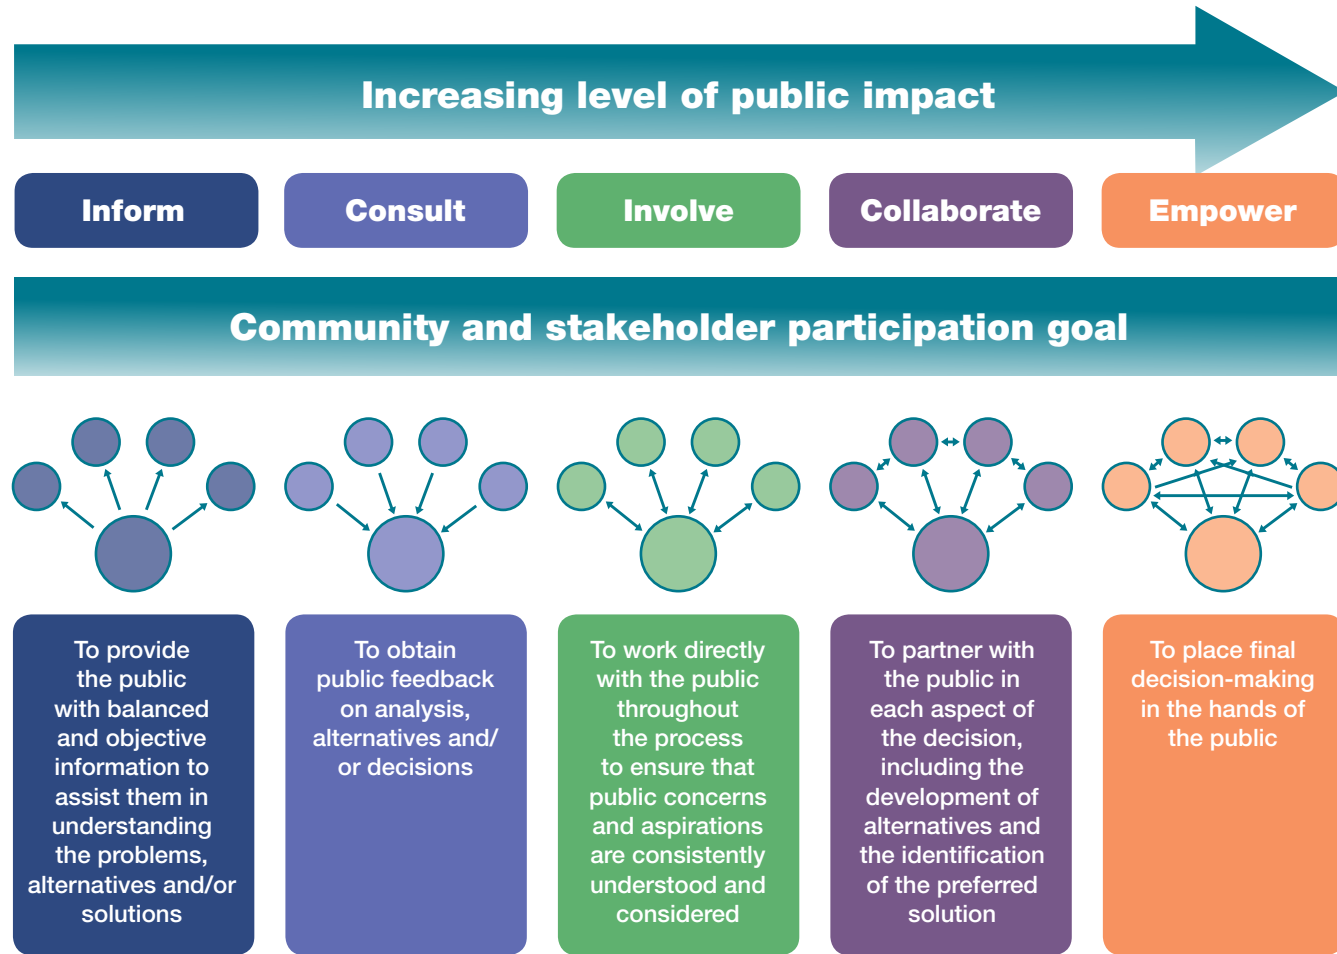 Increasing level of public impact
Inform
Consult
Involve
Collaborate
Empower
Community and stakeholder participation goal
To provide
the public
with balanced
and objective
information to
assist them in
understanding
the problems,
alternatives and/or
solutions
To obtain
public feedback
on analysis,
alternatives and/
or decisions
To work directly
with the public
throughout
the process
to ensure that
public concerns
and aspirations
are consistently
understood and
considered
To partner with
the public in
each aspect of
the decision,
including the
development of
alternatives and
the identification
of the preferred
solution
To place final
decision-making
in the hands of
the public